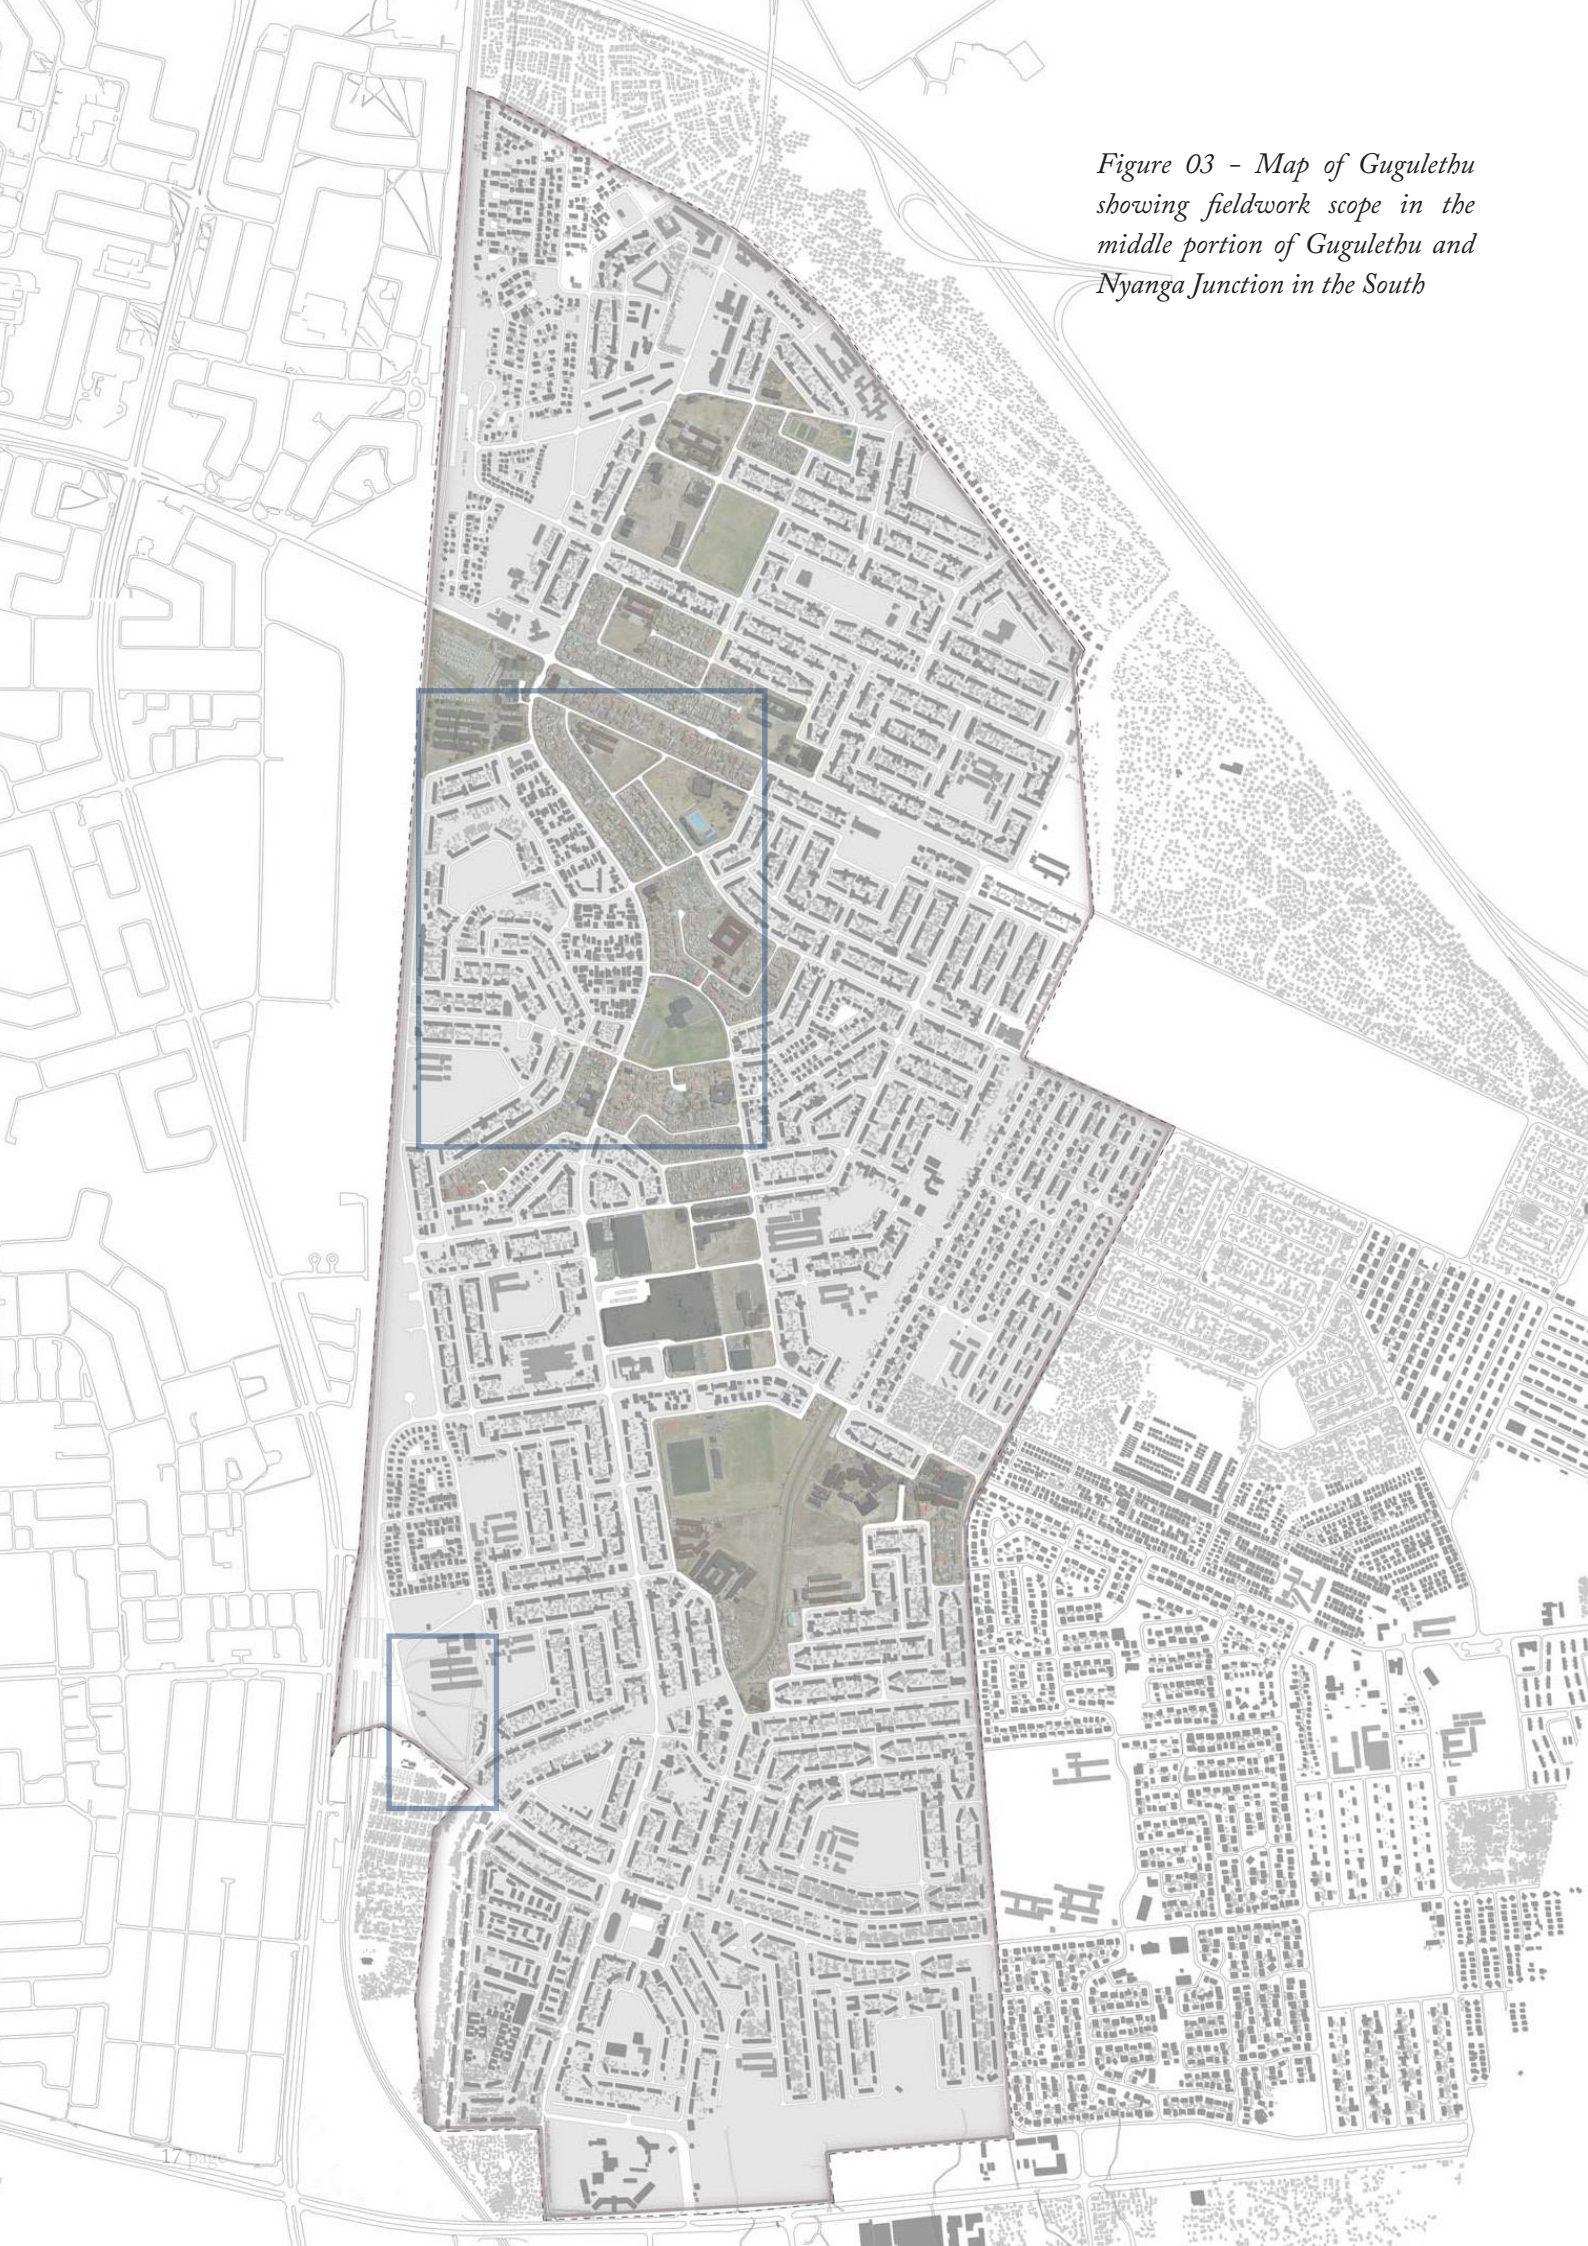 Figure 03 - Map of Gugulethu
showing fieldwork scope in the
middle portion of Gugulethu and
Nyanga Junction in the South
17 page